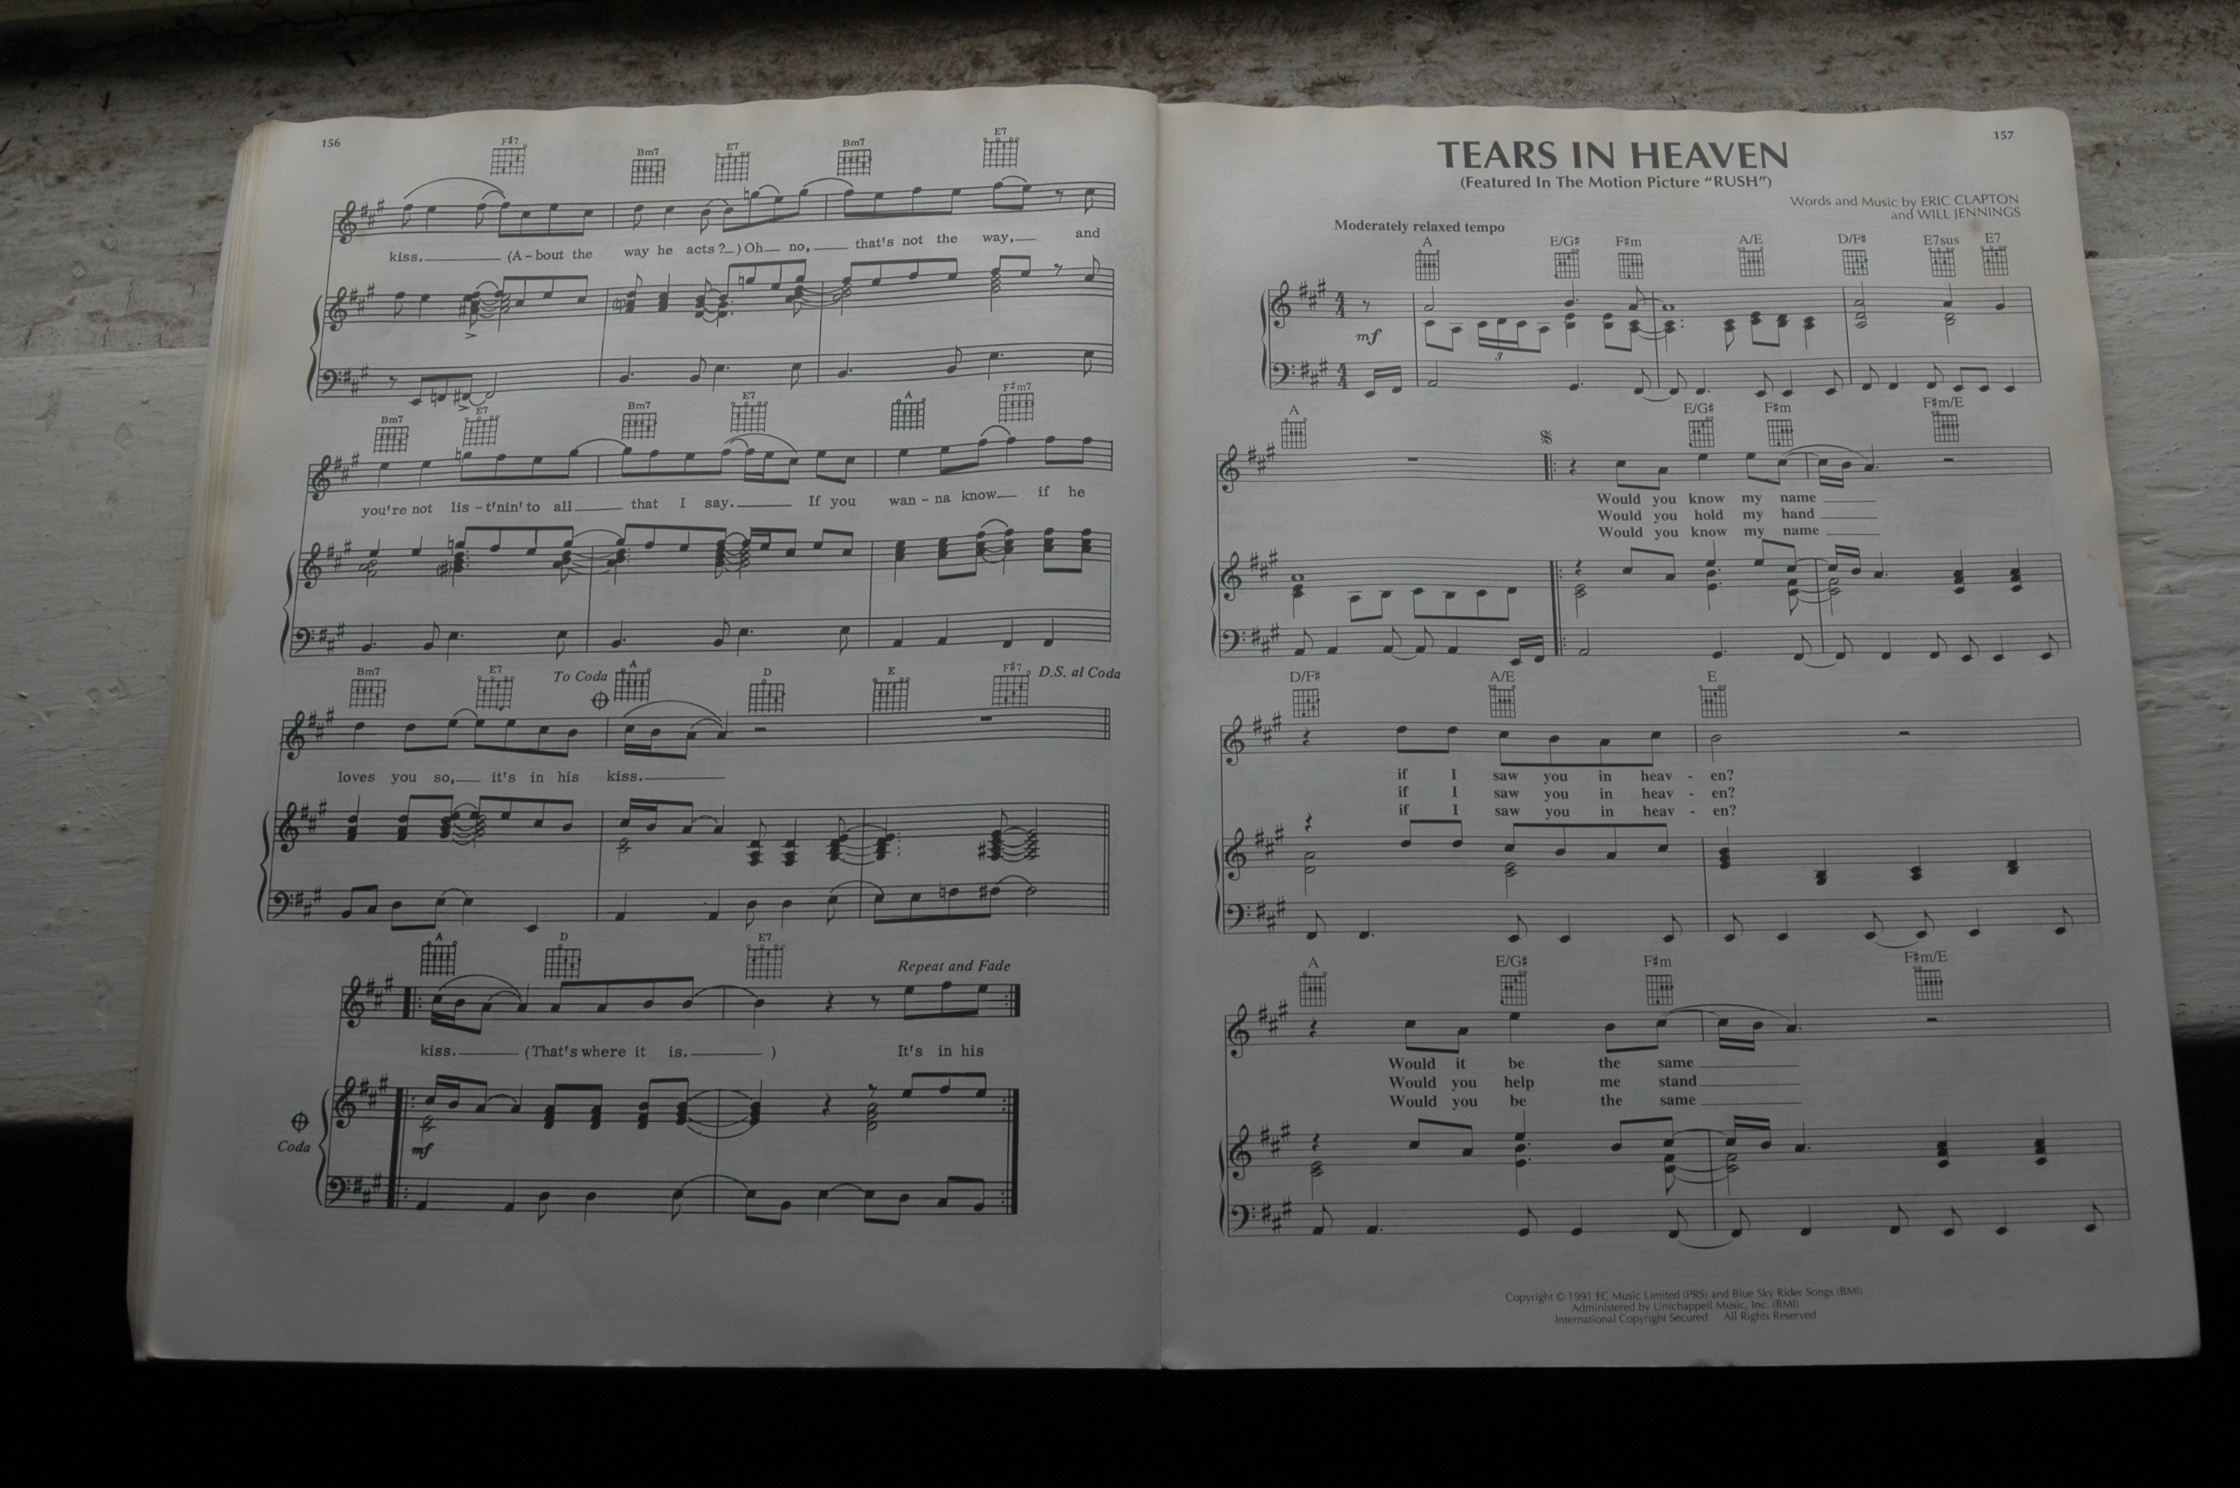 156
F♯7 Bm7 E7 Bm7 E7
kiss. (A-bout the way he acts?) Oh no, that's not the way, and
Bm7 E7 Bm7 E7 A F♯m7
you're not lis-t'nin' to all that I say. If you wan-na know if he
Bm7 E7 To Coda A D E F♯7 D.S. al Coda
loves you so, it's in his kiss.
A D E7 Repeat and Fade
kiss. (That's where it is. ) It's in his
Coda
mf
157
TEARS IN HEAVEN
(Featured In The Motion Picture "RUSH")
Words and Music by ERIC CLAPTON
and WILL JENNINGS
Moderately relaxed tempo
A E/G♯ F♯m A/E D/F♯ E7sus E7
mf
3
A E/G♯ F♯m F♯m/E
Would you know my name
Would you hold my hand
Would you know my name
D/F♯ A/E E
if I saw you in heav-en?
if I saw you in heav-en?
if I saw you in heav-en?
A E/G♯ F♯m F♯m/E
Would it be the same
Would you help me stand
Would you be the same
Copyright © 1991 EC Music Limited (PRS) and Blue Sky Rider Songs (BMI)
Administered by Unichappell Music, Inc. (BMI)
International Copyright Secured All Rights Reserved